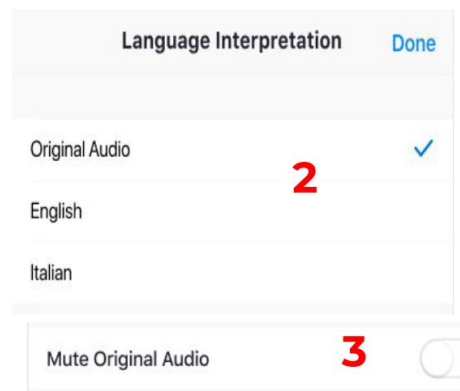 Language Interpretation Done
Original Audio
2
English
Italian
Mute Original Audio 3